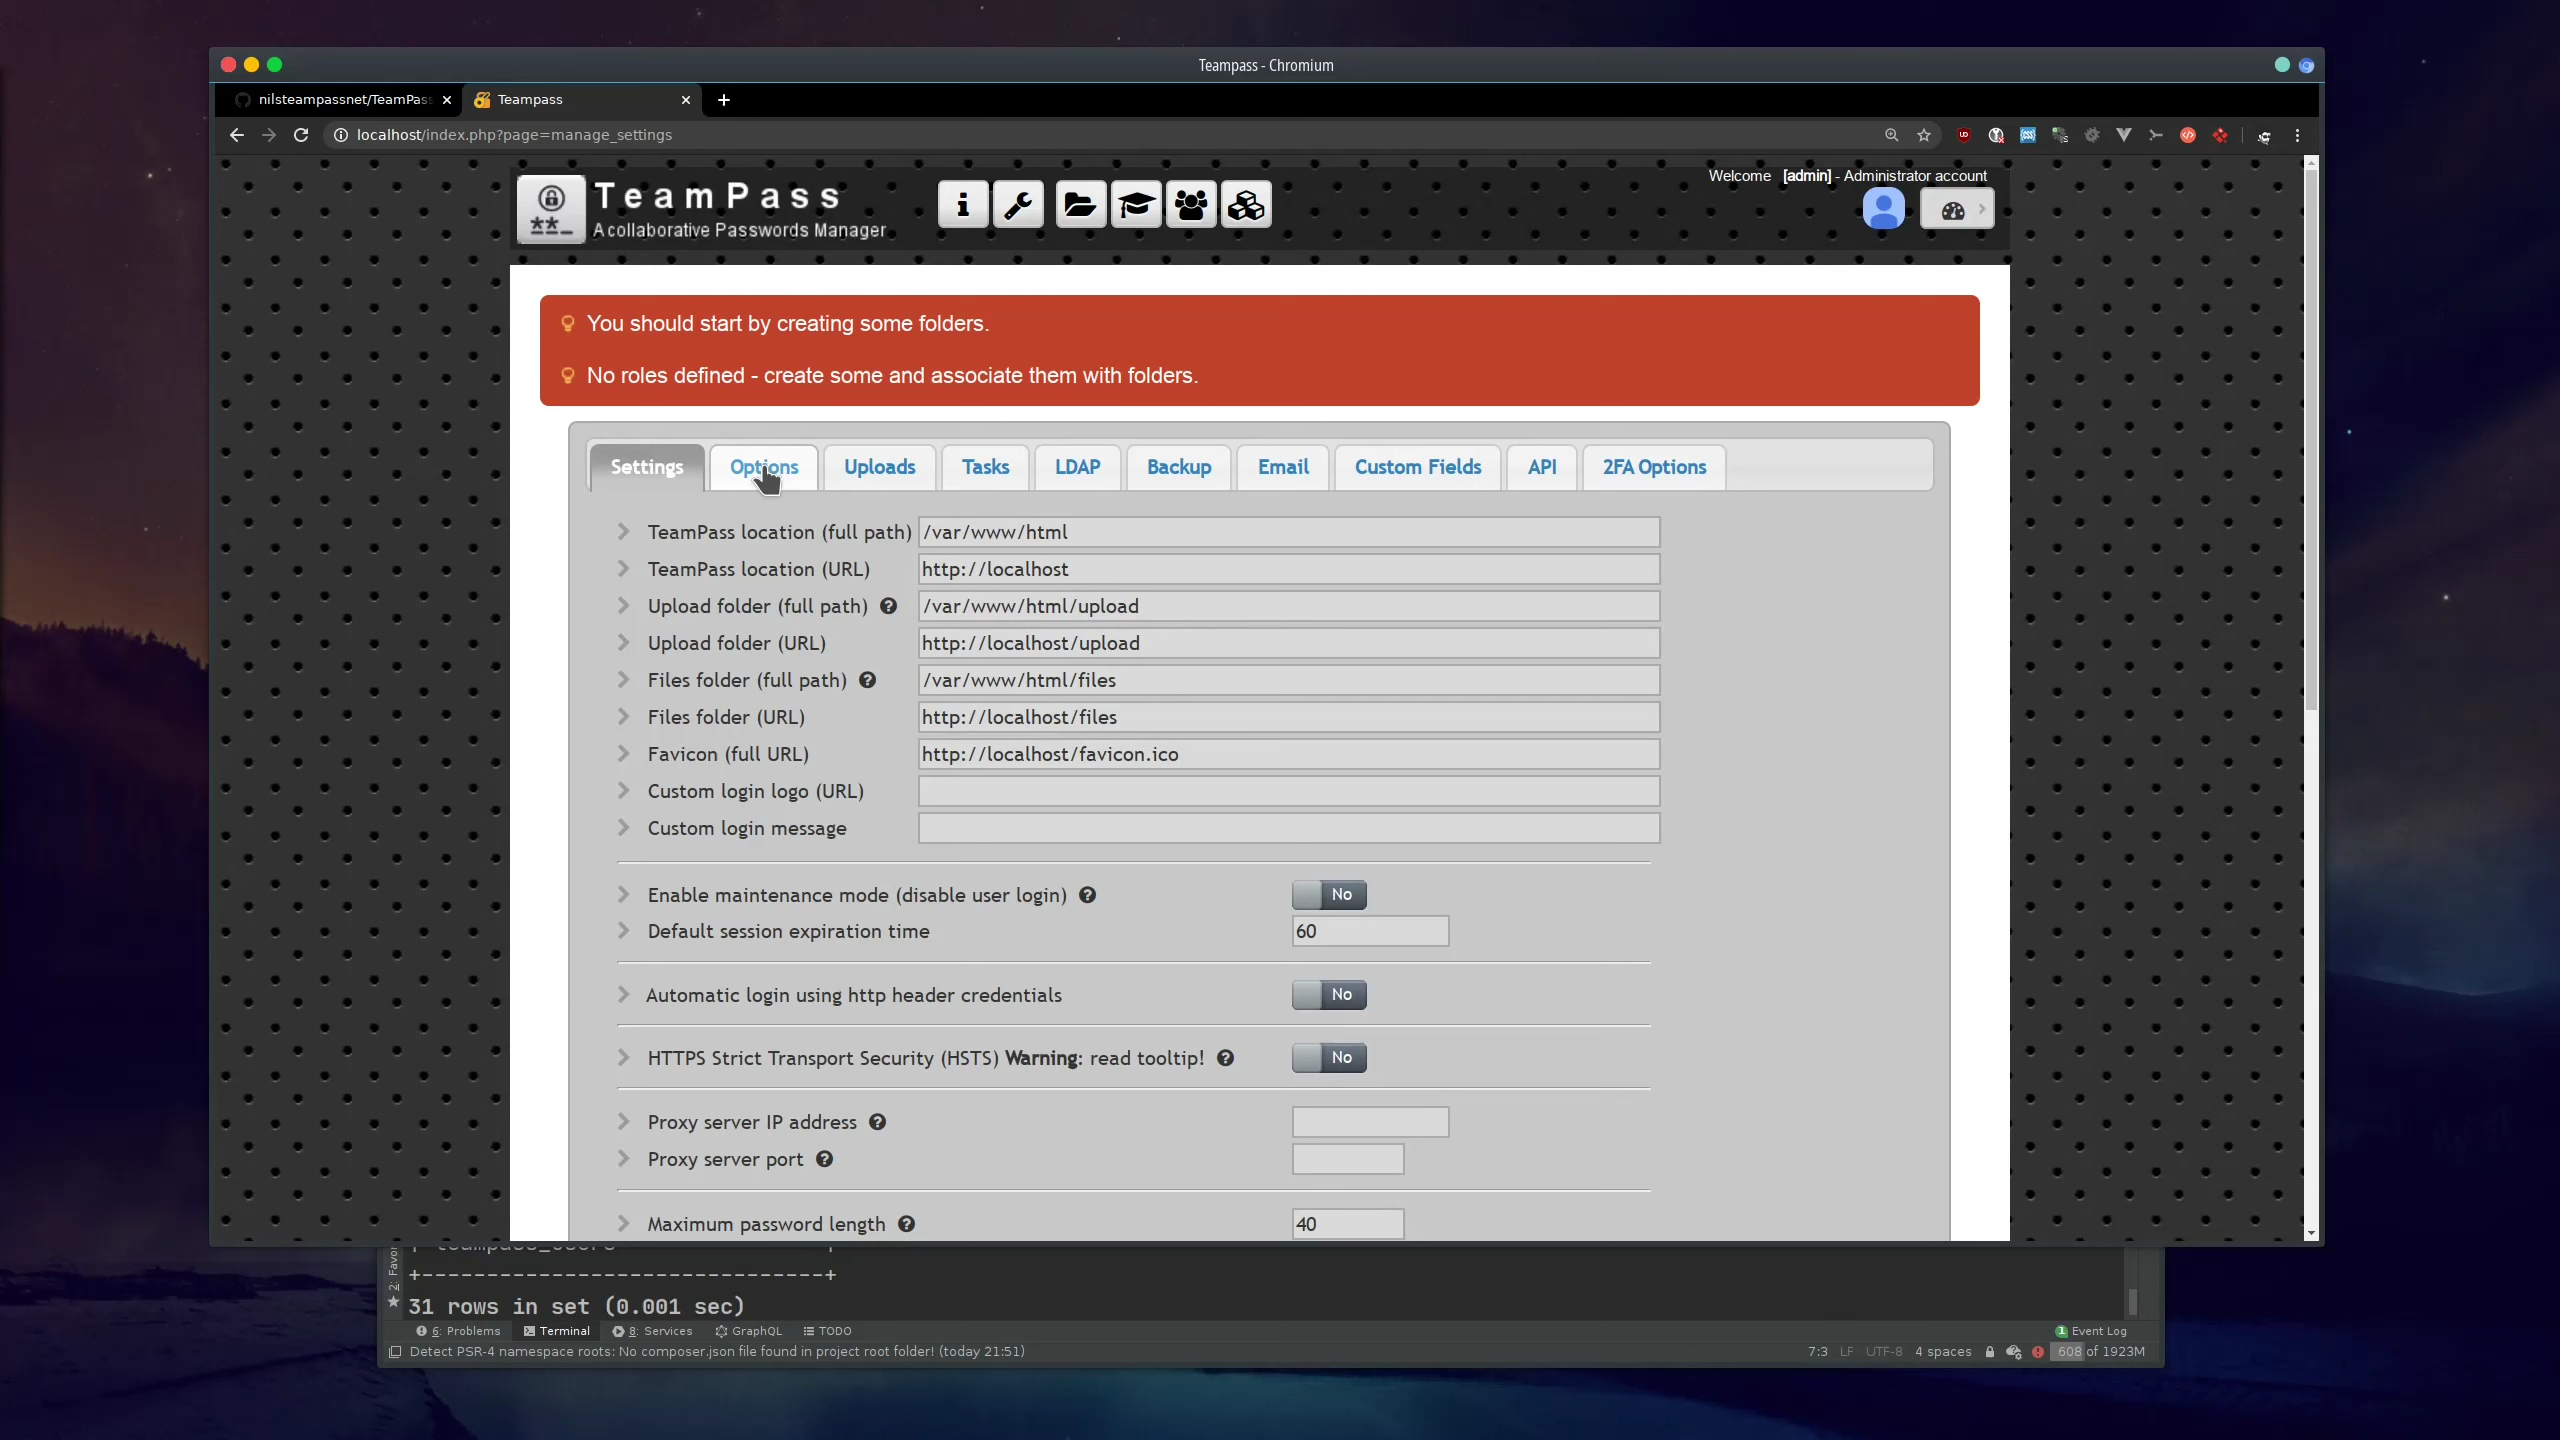 Teampass - Chromium
nilsteampassnet/TeamPass
Teampass
localhost/index.php?page=manage_settings
Welcome [admin] - Administrator account
TeamPass
A collaborative Passwords Manager
You should start by creating some folders.
No roles defined - create some and associate them with folders.
Settings Options Uploads Tasks LDAP Backup Email Custom Fields API 2FA Options
TeamPass location (full path) /var/www/html
TeamPass location (URL) http://localhost
Upload folder (full path) /var/www/html/upload
Upload folder (URL) http://localhost/upload
Files folder (full path) /var/www/html/files
Files folder (URL) http://localhost/files
Favicon (full URL) http://localhost/favicon.ico
Custom login logo (URL)
Custom login message
Enable maintenance mode (disable user login) No
Default session expiration time 60
Automatic login using http header credentials No
HTTPS Strict Transport Security (HSTS) Warning: read tooltip! No
Proxy server IP address
Proxy server port
Maximum password length 40
+-------------------------------+
31 rows in set (0.001 sec)
6: Problems Terminal 8: Services GraphQL TODO 1 Event Log
Detect PSR-4 namespace roots: No composer.json file found in project root folder! (today 21:51) 7:3 LF UTF-8 4 spaces 608 of 1923M